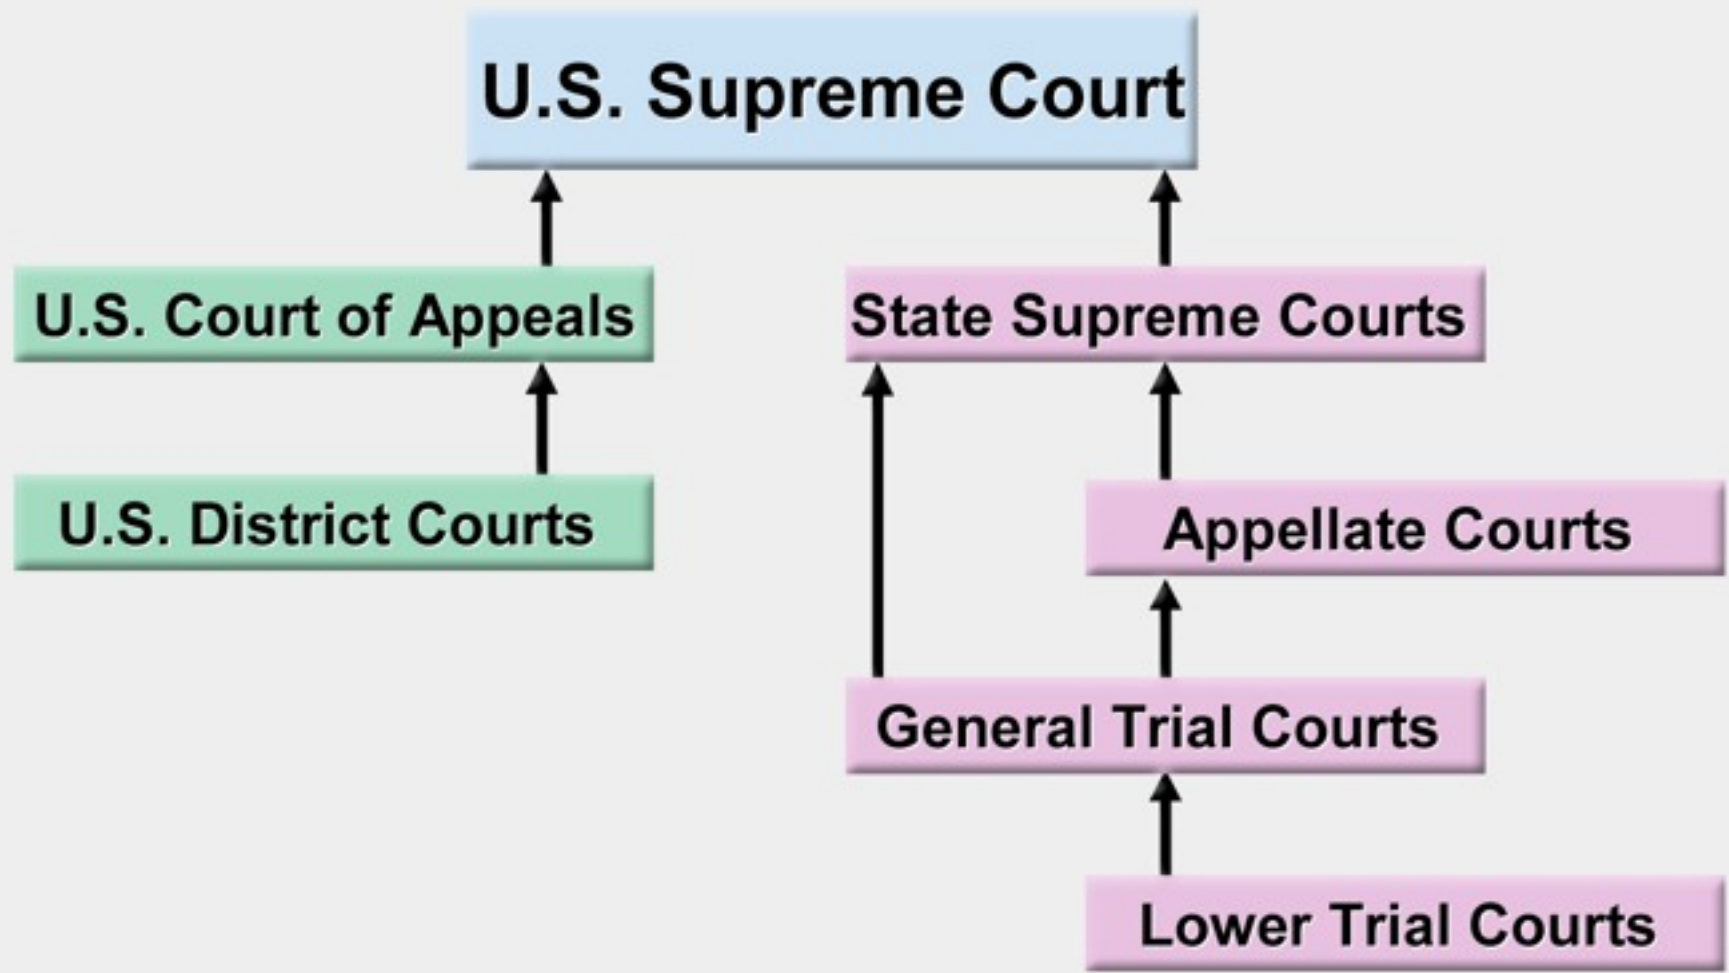 U.S. Supreme Court
U.S. Court of Appeals
State Supreme Courts
U.S. District Courts
Appellate Courts
General Trial Courts
Lower Trial Courts